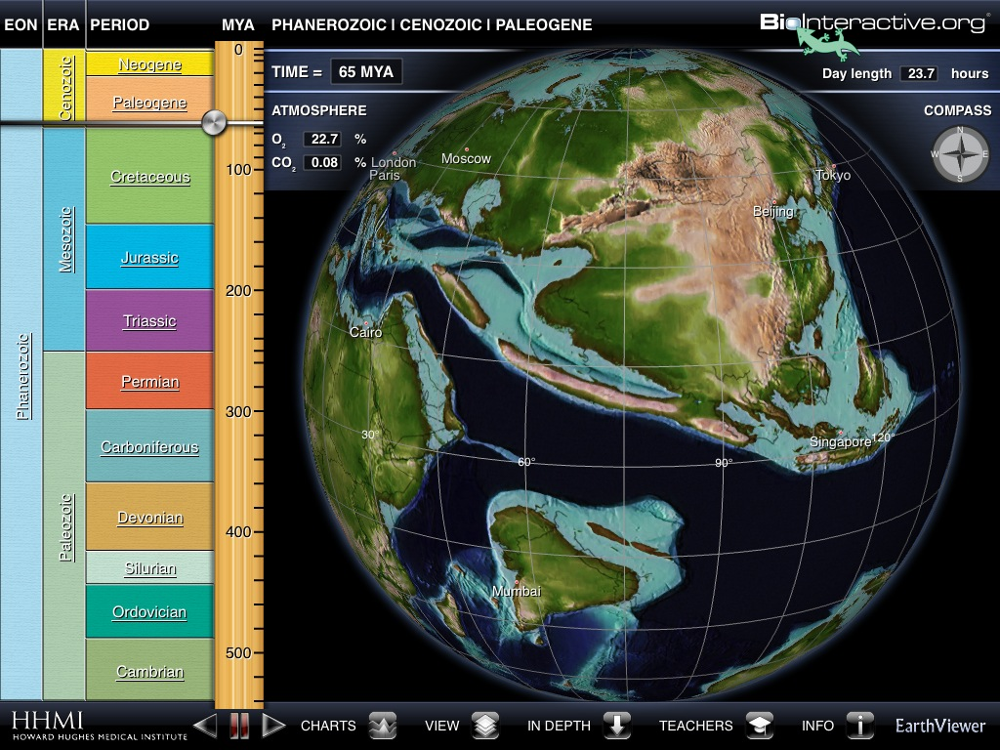 EON ERA PERIOD MYA PHANEROZOIC | CENOZOIC | PALEOGENE BioInteractive.org
0
TIME = 65 MYA Day length 23.7 hours
ATMOSPHERE COMPASS
O2 22.7 %
CO2 0.08 %
N
W E
S
Phanerozoic
Cenozoic
Mesozoic
Paleozoic
Neogene
Paleogene
Cretaceous
Jurassic
Triassic
Permian
Carboniferous
Devonian
Silurian
Ordovician
Cambrian
100
200
300
400
500
London
Paris
Moscow
Tokyo
Beijing
Cairo
30°
60°
90°
Singapore
120°
Mumbai
HHMI
HOWARD HUGHES MEDICAL INSTITUTE
CHARTS VIEW IN DEPTH TEACHERS INFO EarthViewer